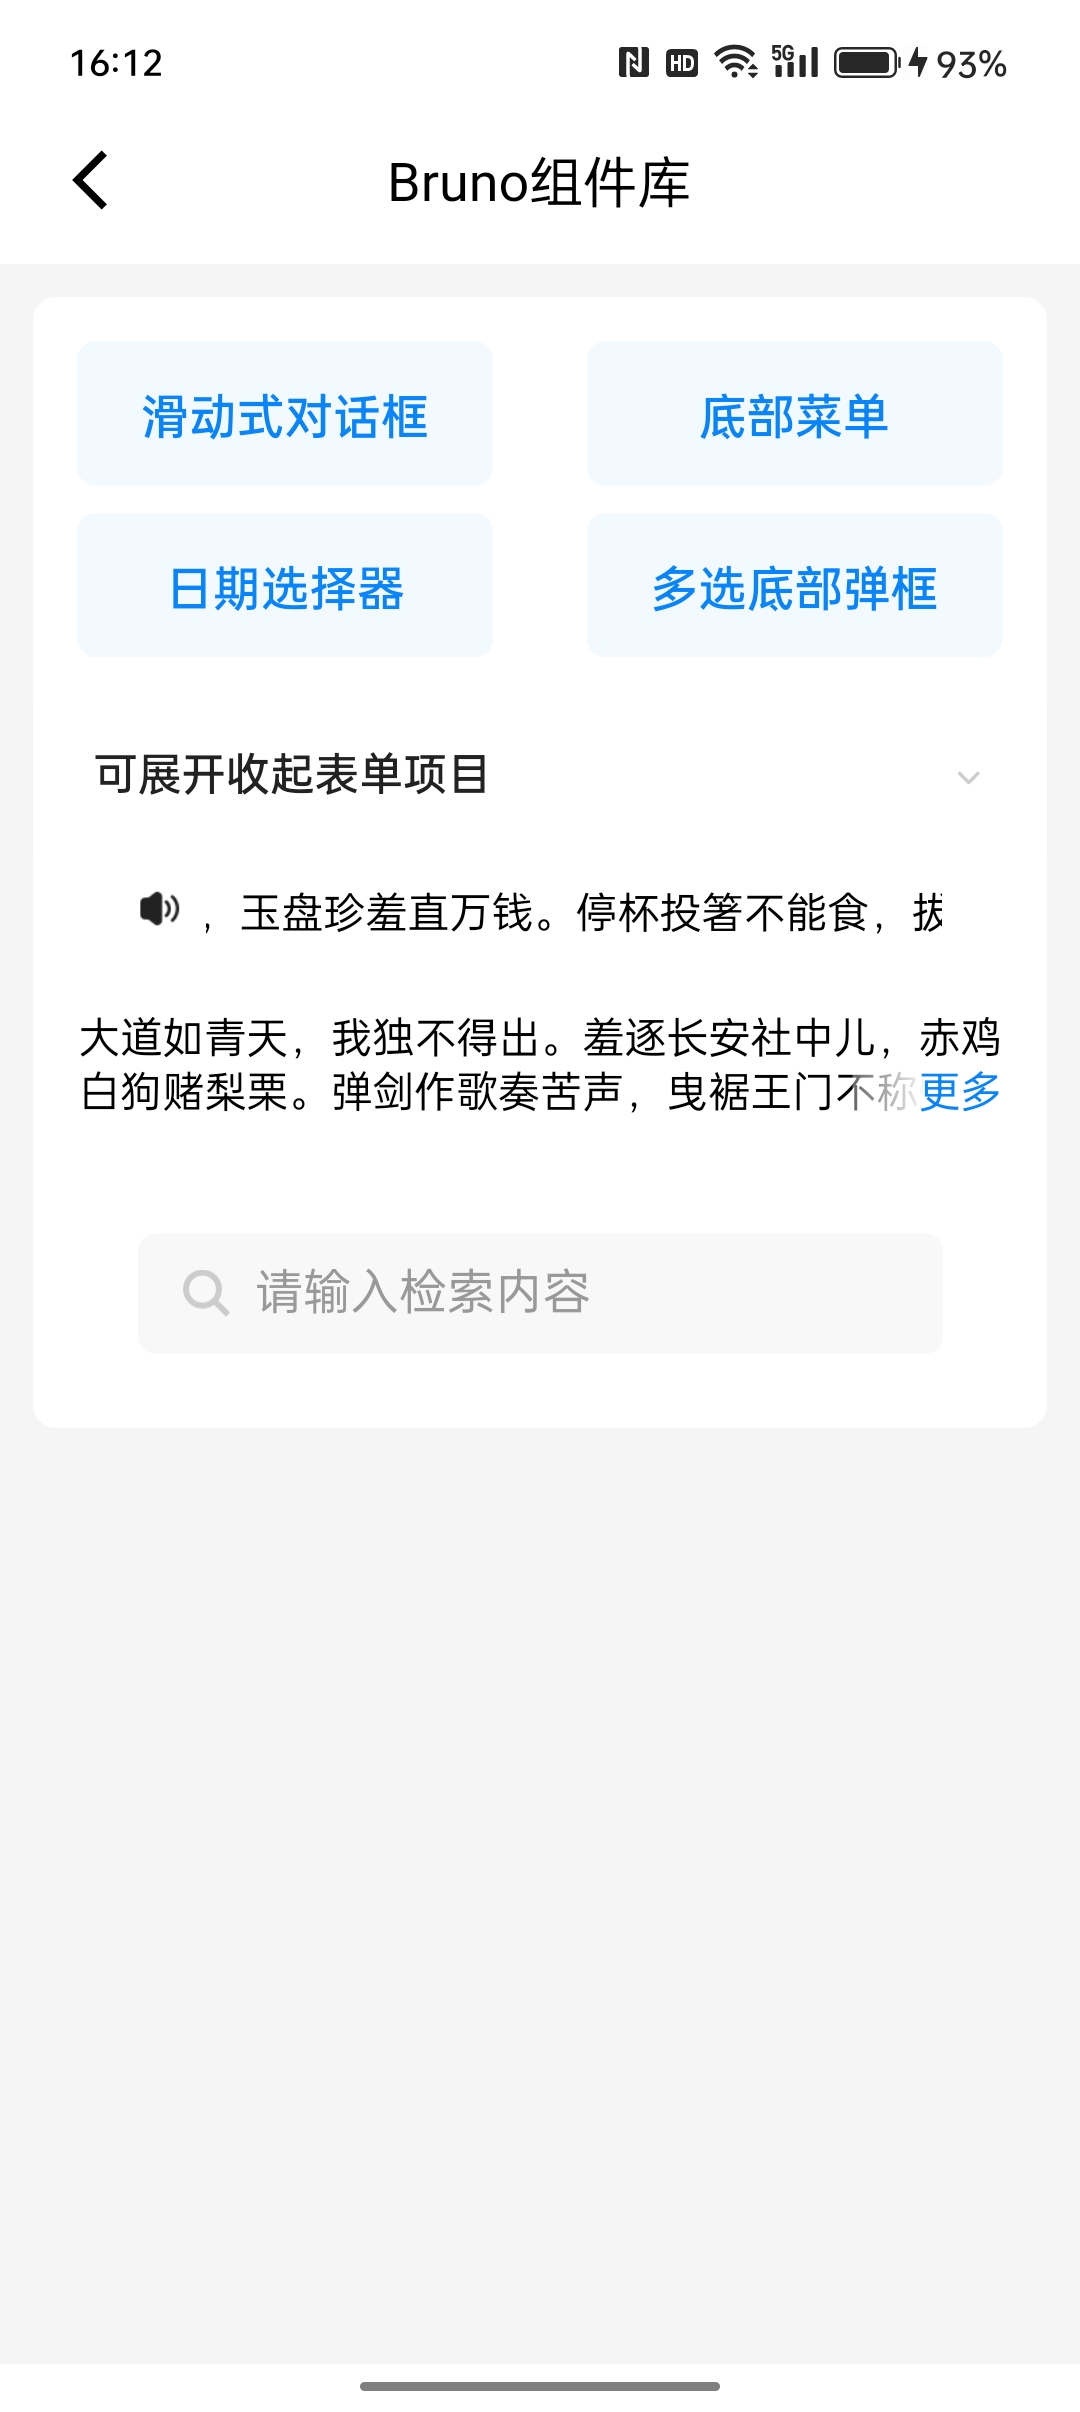 16:12 HD 5G 93%
Bruno组件库
滑动式对话框 底部菜单
日期选择器 多选底部弹框
可展开收起表单项目
，玉盘珍羞直万钱。停杯投箸不能食，拔
大道如青天，我独不得出。羞逐长安社中儿，赤鸡
白狗赌梨栗。弹剑作歌奏苦声，曳裾王门不称更多
请输入检索内容